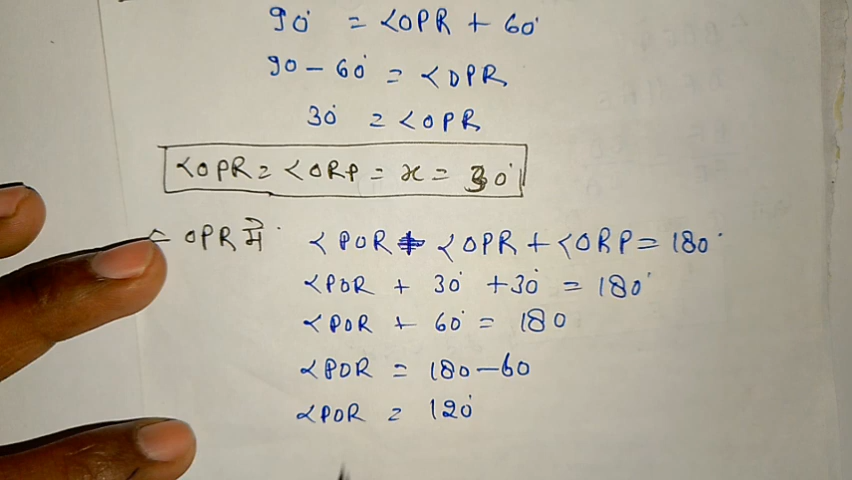 90° = <OPR + 60°
90 - 60° = <OPR
30° = <OPR
<OPR = <ORP = x = 30°
OPR में <POR + <OPR + <ORP = 180°
<POR + 30° + 30° = 180°
<POR + 60° = 180
<POR = 180 - 60
<POR = 120°